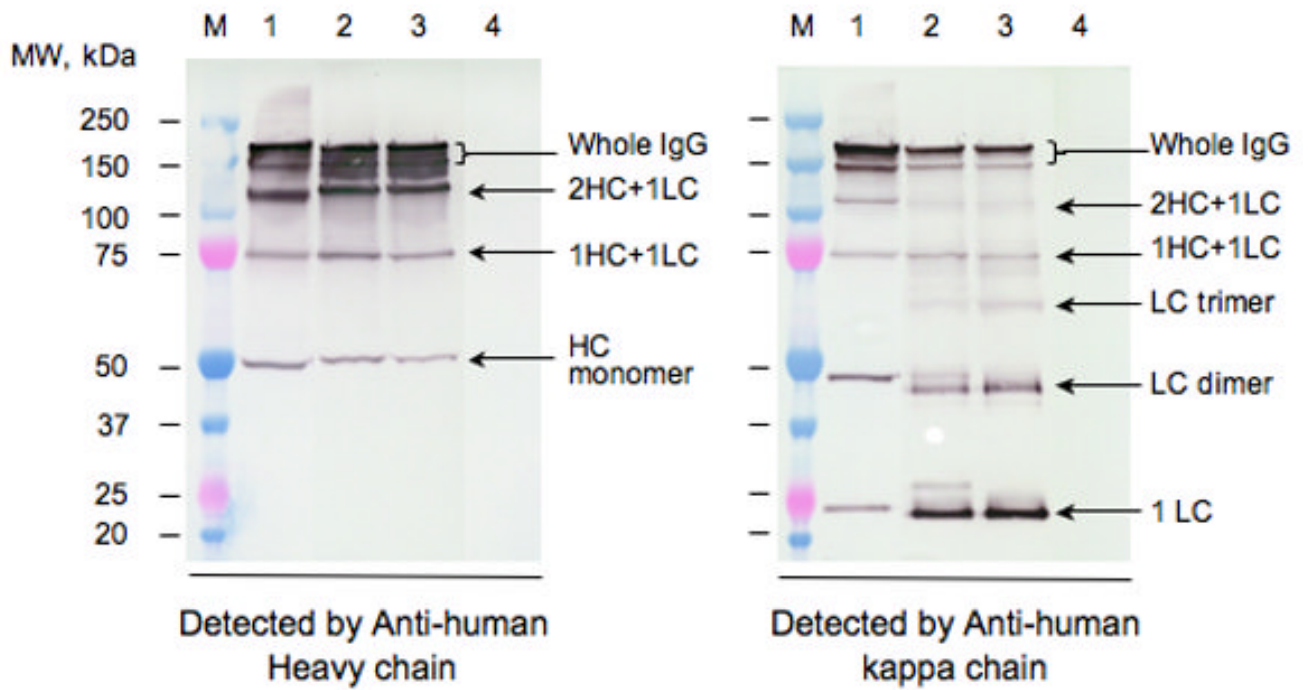 M 1 2 3 4
MW, kDa
250
150
100
75
50
37
25
20
Whole IgG
2HC+1LC
1HC+1LC
HC
monomer
Detected by Anti-human
Heavy chain
M 1 2 3 4
Whole IgG
2HC+1LC
1HC+1LC
LC trimer
LC dimer
1 LC
Detected by Anti-human
kappa chain